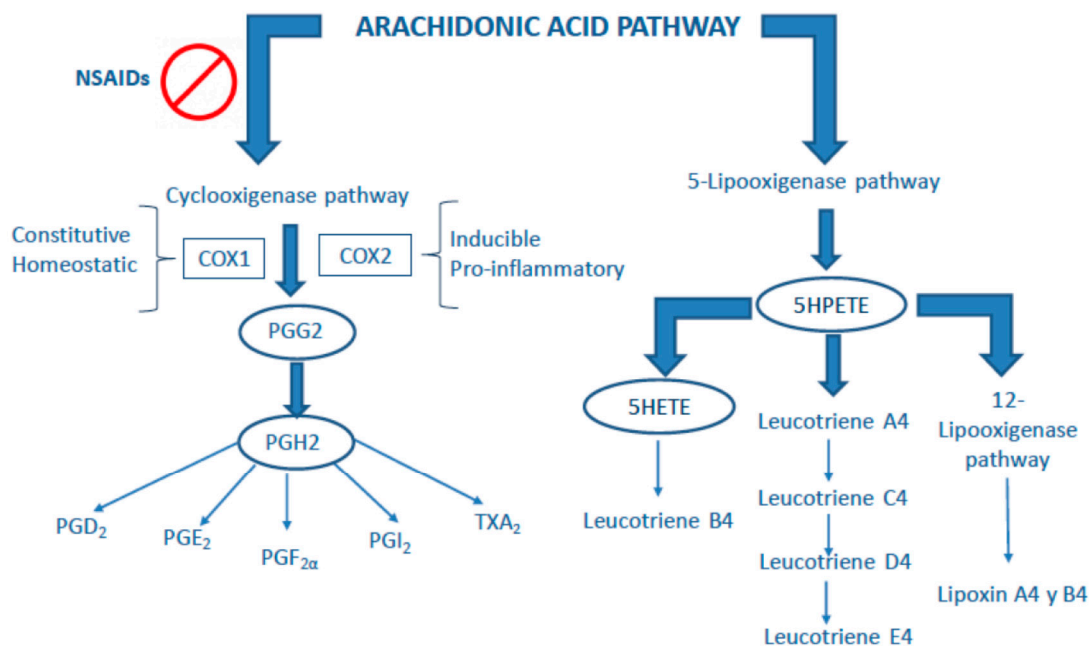 ARACHIDONIC ACID PATHWAY
NSAIDs
Cyclooxigenase pathway
Constitutive
Homeostatic
COX1
COX2
Inducible
Pro-inflammatory
PGG2
PGH2
PGD₂
PGE₂
PGF₂α
PGI₂
TXA₂
5-Lipooxigenase pathway
5HPETE
5HETE
Leucotriene B4
Leucotriene A4
Leucotriene C4
Leucotriene D4
Leucotriene E4
12-
Lipooxigenase
pathway
Lipoxin A4 y B4